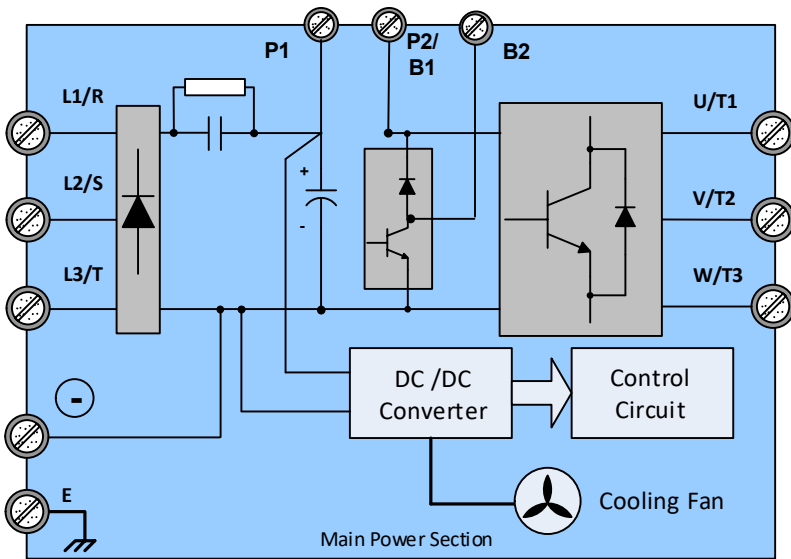 P1
P2/
B1
B2
L1/R
U/T1
L2/S
+
-
V/T2
L3/T
W/T3
-
DC /DC
Converter
Control
Circuit
E
Cooling Fan
Main Power Section